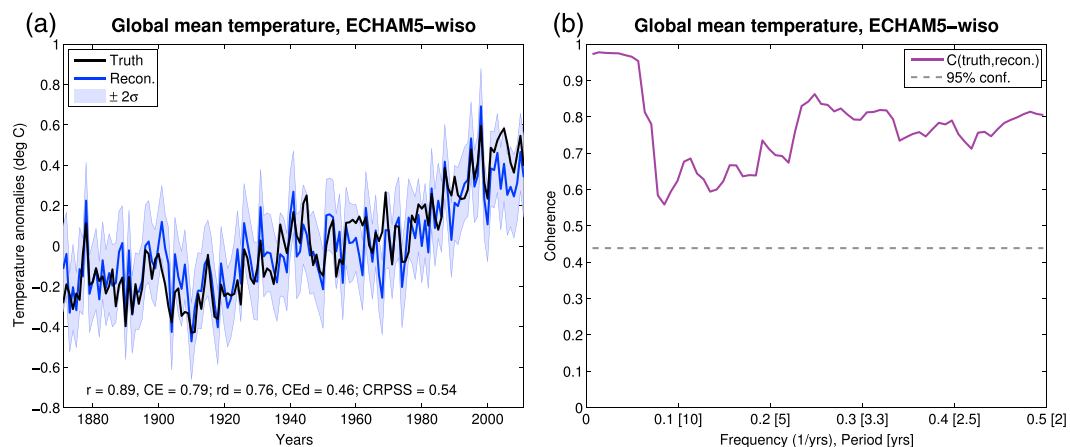 (a)
Global mean temperature, ECHAM5−wiso
Truth
Recon.
± 2σ
Temperature anomalies (deg C)
1
0.8
0.6
0.4
0.2
0
−0.2
−0.4
−0.6
−0.8
r = 0.89, CE = 0.79; rd = 0.76, CEd = 0.46; CRPSS = 0.54
1880 1900 1920 1940 1960 1980 2000
Years
(b)
Global mean temperature, ECHAM5−wiso
C(truth,recon.)
95% conf.
Coherence
1
0.9
0.8
0.7
0.6
0.5
0.4
0.3
0.2
0.1
0
0 0.1 [10] 0.2 [5] 0.3 [3.3] 0.4 [2.5] 0.5 [2]
Frequency (1/yrs), Period [yrs]